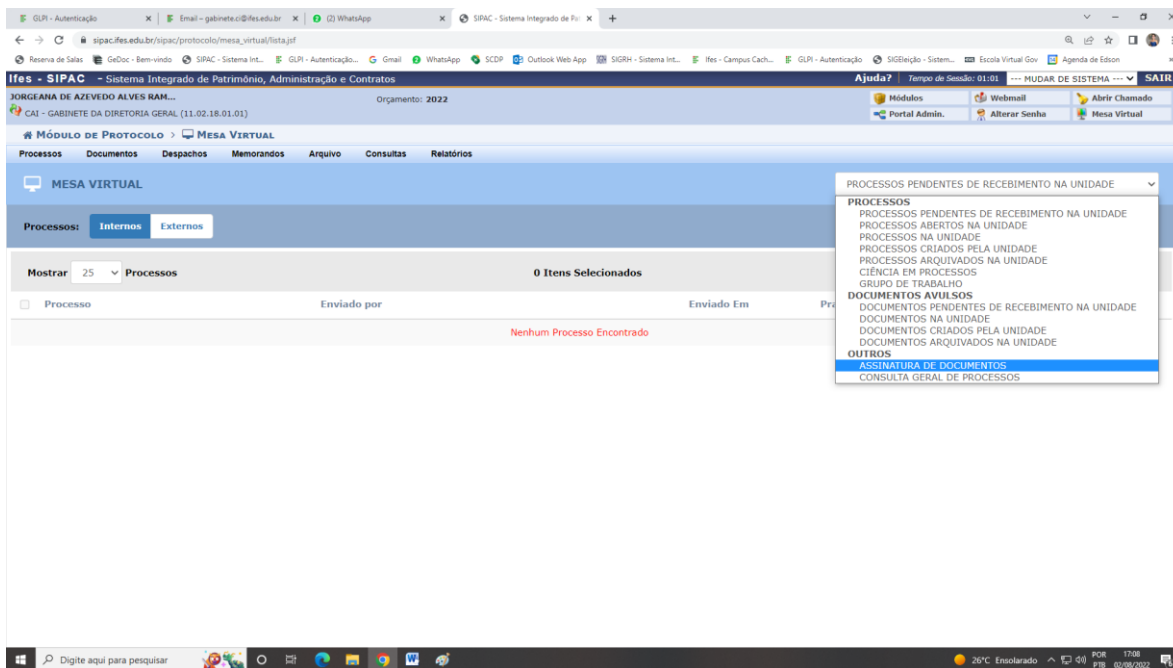 GLPI - Autenticação
Email – gabinete.ci@ifes.edu.br
(2) WhatsApp
SIPAC - Sistema Integrado de Pat
sipac.ifes.edu.br/sipac/protocolo/mesa_virtual/lista.jsf
Reserva de Salas GeDoc - Bem-vindo SIPAC - Sistema Int... GLPI - Autenticação... Gmail WhatsApp SCDP Outlook Web App SIGRH - Sistema Int... Ifes - Campus Cach... GLPI - Autenticação SIGEleição - Sistem... Escola Virtual Gov Agenda de Edson
Ifes - SIPAC - Sistema Integrado de Patrimônio, Administração e Contratos
Ajuda? Tempo de Sessão: 01:01 --- MUDAR DE SISTEMA --- SAIR
JORGEANA DE AZEVEDO ALVES RAM...
Orçamento: 2022
Módulos Webmail Abrir Chamado
CAI - GABINETE DA DIRETORIA GERAL (11.02.18.01.01)
Portal Admin. Alterar Senha Mesa Virtual
MÓDULO DE PROTOCOLO > MESA VIRTUAL
Processos Documentos Despachos Memorandos Arquivo Consultas Relatórios
MESA VIRTUAL
PROCESSOS PENDENTES DE RECEBIMENTO NA UNIDADE
PROCESSOS
PROCESSOS PENDENTES DE RECEBIMENTO NA UNIDADE
PROCESSOS ABERTOS NA UNIDADE
PROCESSOS NA UNIDADE
PROCESSOS CRIADOS PELA UNIDADE
PROCESSOS ARQUIVADOS NA UNIDADE
CIÊNCIA EM PROCESSOS
GRUPO DE TRABALHO
DOCUMENTOS AVULSOS
DOCUMENTOS PENDENTES DE RECEBIMENTO NA UNIDADE
DOCUMENTOS NA UNIDADE
DOCUMENTOS CRIADOS PELA UNIDADE
DOCUMENTOS ARQUIVADOS NA UNIDADE
OUTROS
ASSINATURA DE DOCUMENTOS
CONSULTA GERAL DE PROCESSOS
Processos: Internos Externos
Mostrar 25 Processos
0 Itens Selecionados
Processo Enviado por Enviado Em Pra
Nenhum Processo Encontrado
Digite aqui para pesquisar
26°C Ensolarado
POR
PTB
17:08
02/08/2022